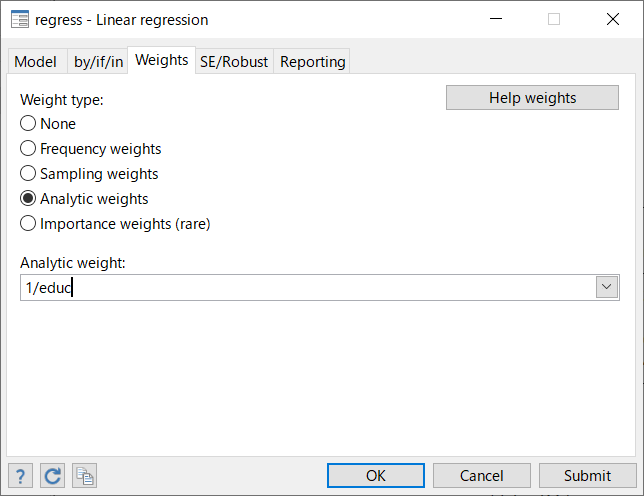 regress - Linear regression
Model by/if/in Weights SE/Robust Reporting
Weight type:
Help weights
None
Frequency weights
Sampling weights
Analytic weights
Importance weights (rare)
Analytic weight:
1/educ
? OK Cancel Submit